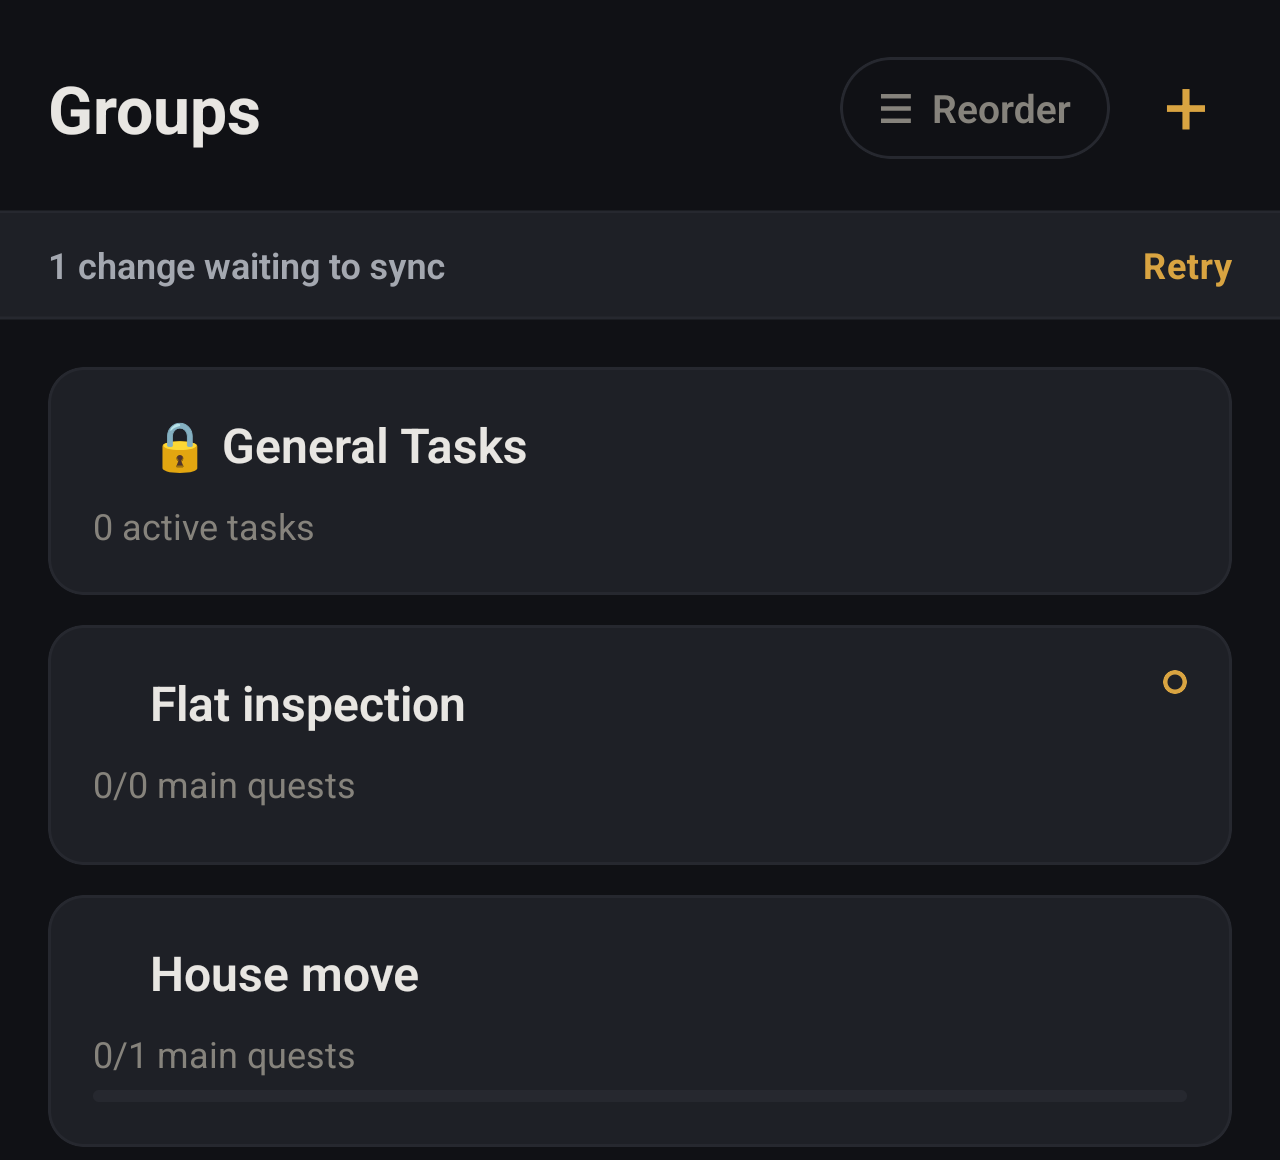 Groups
Reorder
1 change waiting to sync
Retry
🔒 General Tasks
0 active tasks
Flat inspection
0/0 main quests
House move
0/1 main quests